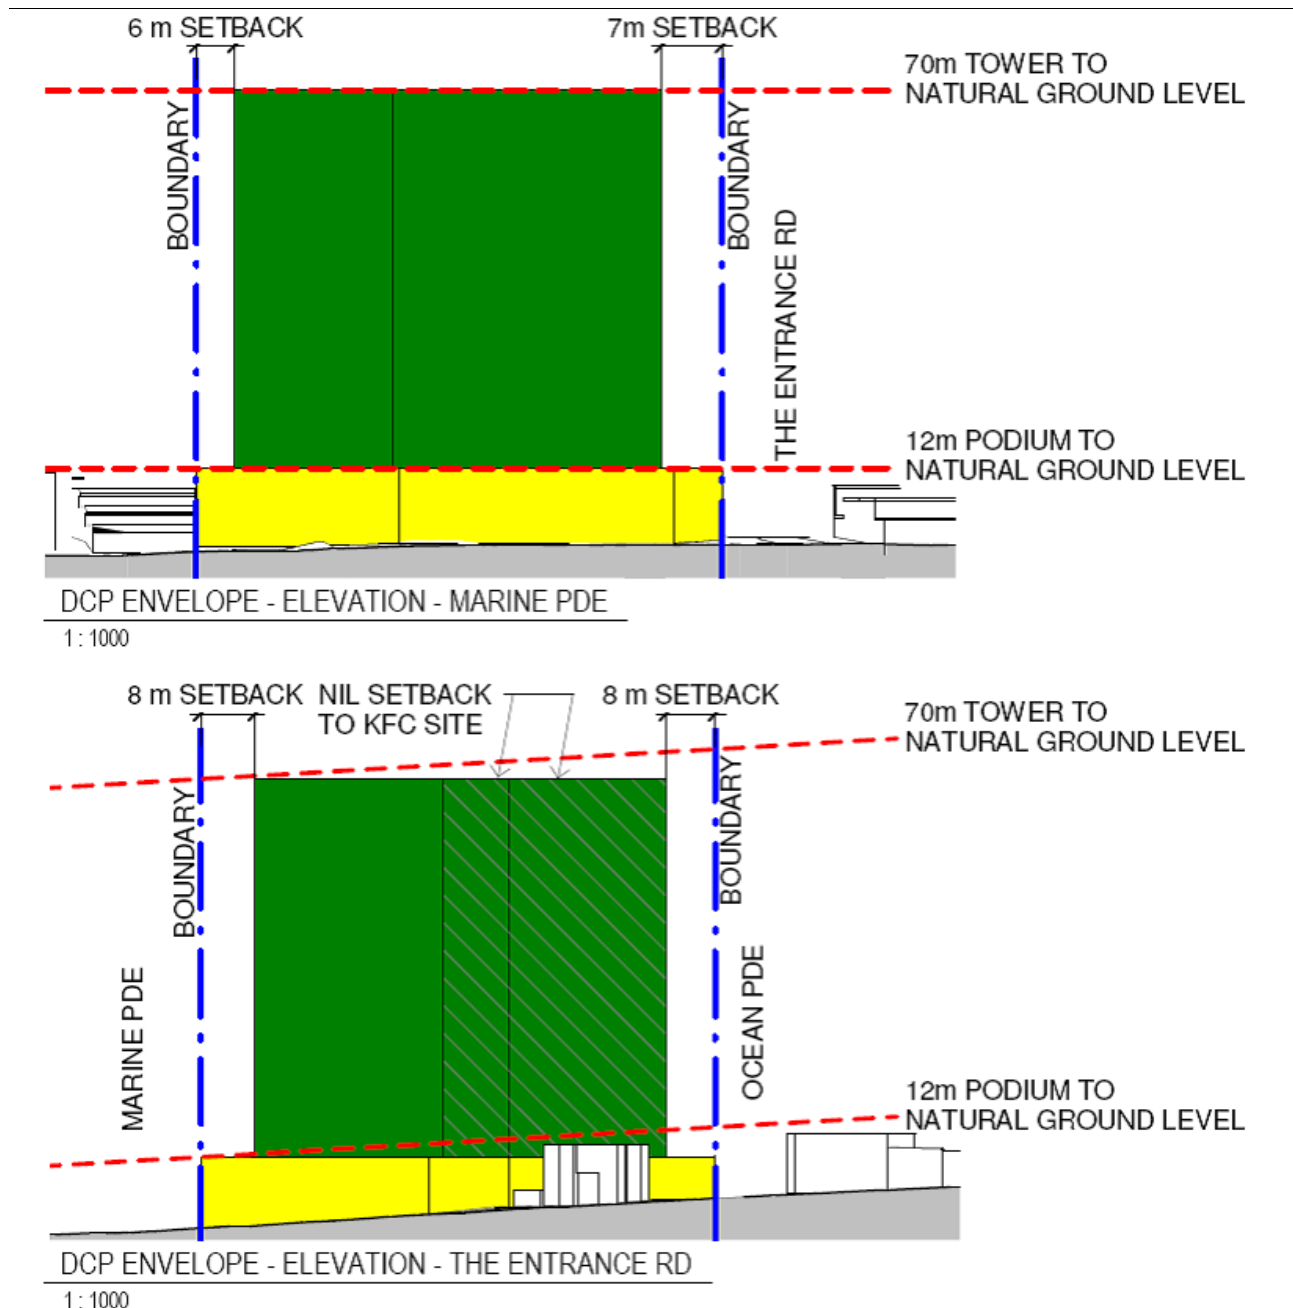 6 m SETBACK
7m SETBACK
70m TOWER TO
NATURAL GROUND LEVEL
BOUNDARY
BOUNDARY
THE ENTRANCE RD
12m PODIUM TO
NATURAL GROUND LEVEL
DCP ENVELOPE - ELEVATION - MARINE PDE
1 : 1000
8 m SETBACK
NIL SETBACK
TO KFC SITE
8 m SETBACK
70m TOWER TO
NATURAL GROUND LEVEL
BOUNDARY
BOUNDARY
MARINE PDE
OCEAN PDE
12m PODIUM TO
NATURAL GROUND LEVEL
DCP ENVELOPE - ELEVATION - THE ENTRANCE RD
1 : 1000